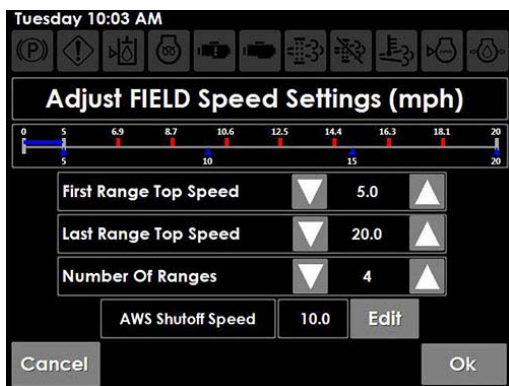 Tuesday 10:03 AM
(P)
Adjust FIELD Speed Settings (mph)
0 5 6.9 8.7 10.6 12.5 14.4 16.3 18.1 20
5 10 15 20
First Range Top Speed 5.0
Last Range Top Speed 20.0
Number Of Ranges 4
AWS Shutoff Speed 10.0 Edit
Cancel Ok